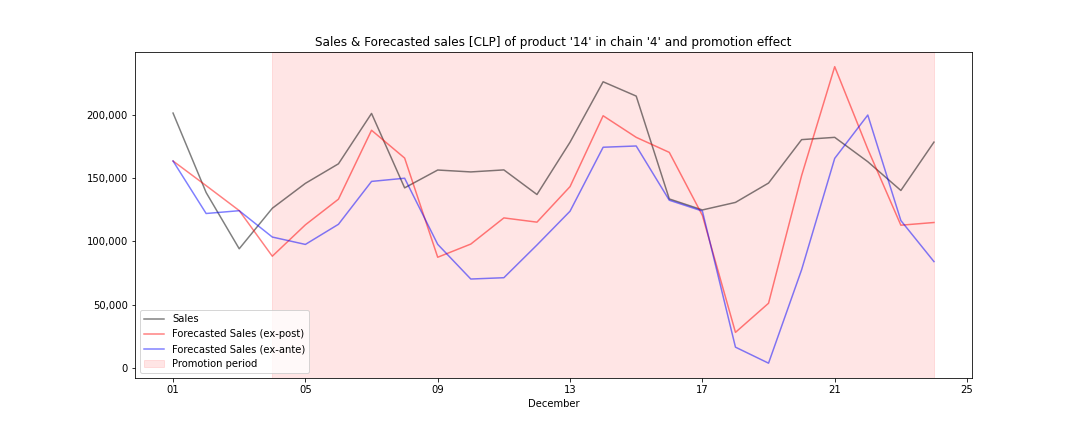 Sales & Forecasted sales [CLP] of product '14' in chain '4' and promotion effect
200,000
150,000
100,000
50,000
0
Sales
Forecasted Sales (ex-post)
Forecasted Sales (ex-ante)
Promotion period
01 05 09 13 17 21 25
December